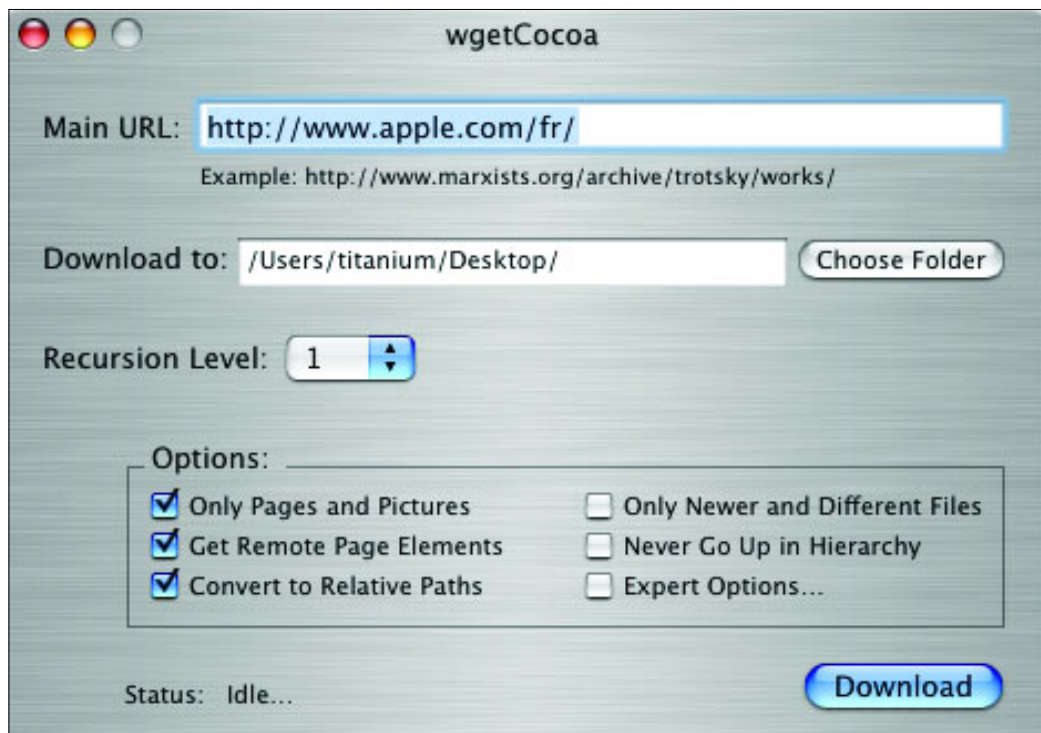 wgetCocoa
Main URL: http://www.apple.com/fr/
Example: http://www.marxists.org/archive/trotsky/works/
Download to: /Users/titanium/Desktop/ Choose Folder
Recursion Level: 1
Options:
Only Pages and Pictures Only Newer and Different Files
Get Remote Page Elements Never Go Up in Hierarchy
Convert to Relative Paths Expert Options...
Status: Idle... Download